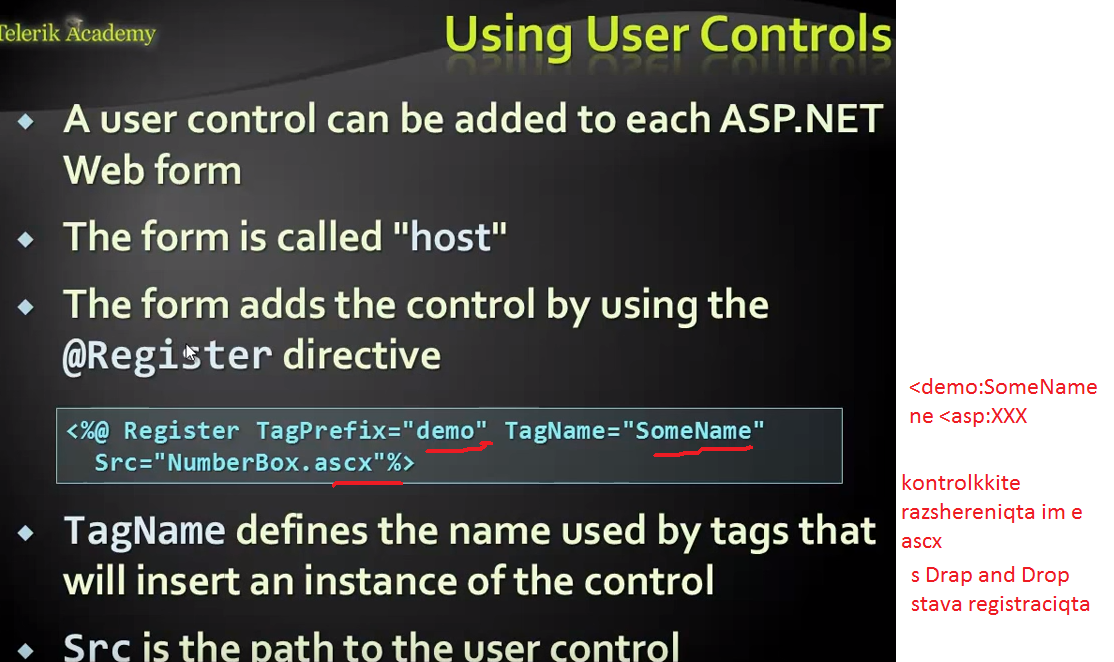 Telerik Academy
Using User Controls
A user control can be added to each ASP.NET
Web form
The form is called "host"
The form adds the control by using the
@Register directive
<%@ Register TagPrefix="demo" TagName="SomeName"
Src="NumberBox.ascx"%>
TagName defines the name used by tags that
will insert an instance of the control
Src is the path to the user control
<demo:SomeName
ne <asp:XXX
kontrolkkite
razshereniqta im e
ascx
s Drap and Drop
stava registraciqta